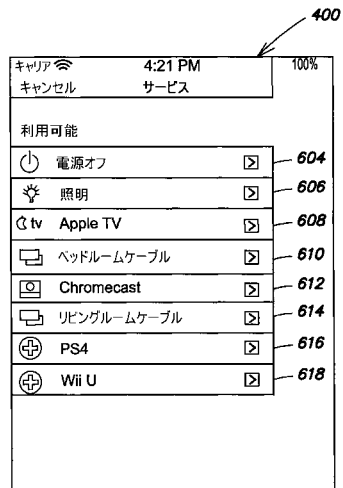 400
キャリア 4:21 PM 100%
キャンセル サービス
利用可能
電源オフ 604
照明 606
tv Apple TV 608
ベッドルームケーブル 610
Chromecast 612
リビングルームケーブル 614
PS4 616
Wii U 618